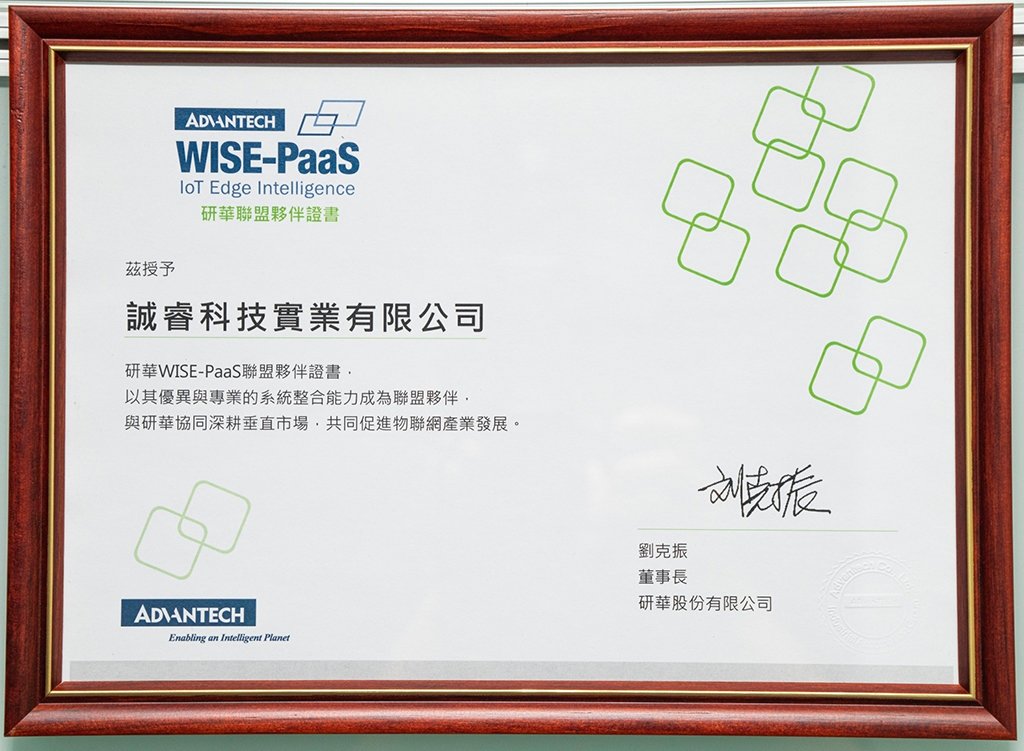 ADVANTECH
WISE-PaaS
IoT Edge Intelligence
研華聯盟夥伴證書
茲授予
誠睿科技實業有限公司
研華WISE-PaaS聯盟夥伴證書，
以其優異與專業的系統整合能力成為聯盟夥伴，
與研華協同深耕垂直市場，共同促進物聯網產業發展。
刘克振
劉克振
董事長
研華股份有限公司
ADVANTECH
Enabling an Intelligent Planet